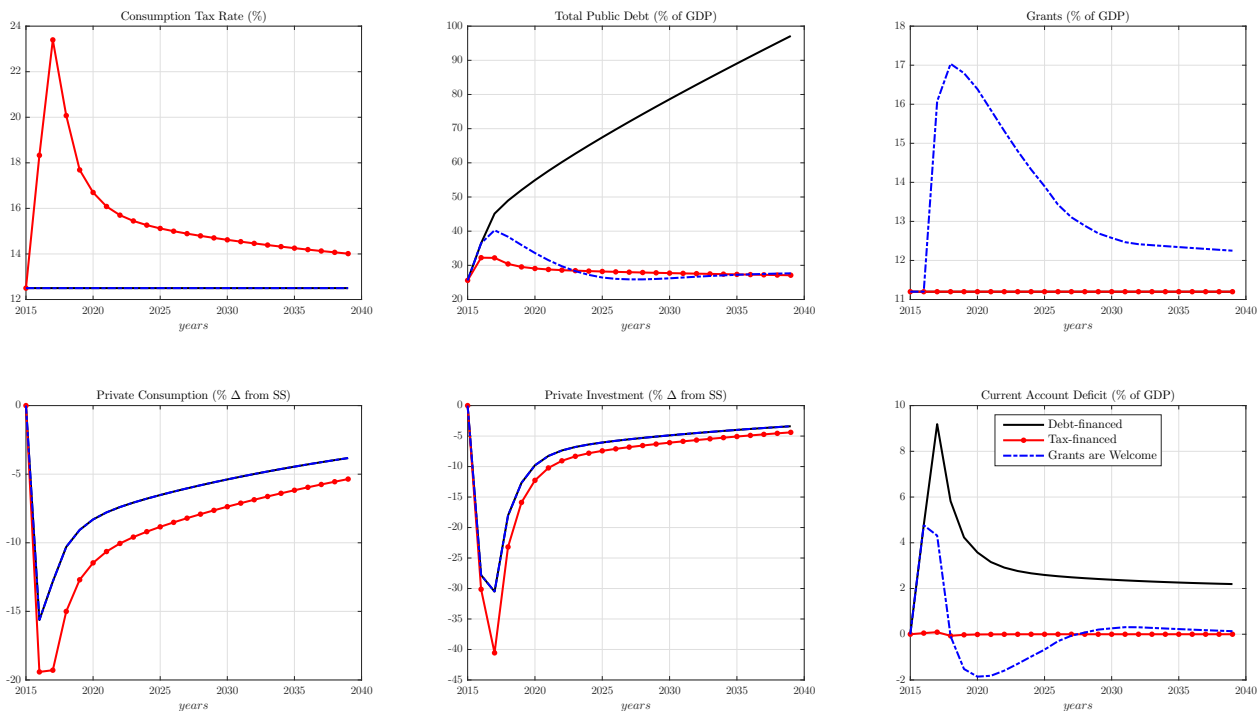 Consumption Tax Rate (%)
24
22
20
18
16
14
12
2015 2020 2025 2030 2035 2040
years
Total Public Debt (% of GDP)
100
90
80
70
60
50
40
30
20
2015 2020 2025 2030 2035 2040
years
Grants (% of GDP)
18
17
16
15
14
13
12
11
2015 2020 2025 2030 2035 2040
years
Private Consumption (% Δ from SS)
0
-5
-10
-15
-20
2015 2020 2025 2030 2035 2040
years
Private Investment (% Δ from SS)
0
-5
-10
-15
-20
-25
-30
-35
-40
-45
2015 2020 2025 2030 2035 2040
years
Current Account Deficit (% of GDP)
10
8
6
4
2
0
-2
Debt-financed
Tax-financed
Grants are Welcome
2015 2020 2025 2030 2035 2040
years